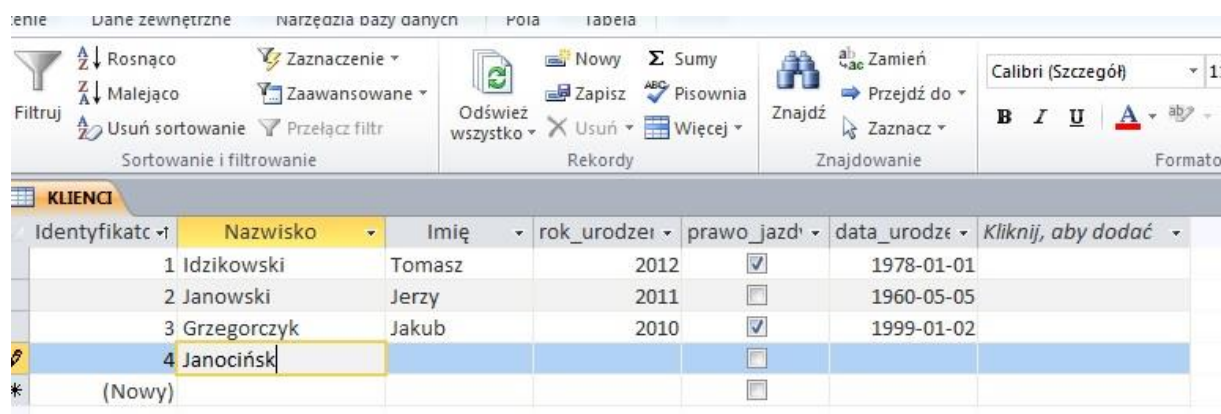 Dane zewnętrzne Narzędzia bazy danych Pola Tabela
Rosnąco Zaznaczenie Nowy Σ Sumy Zamień
Calibri (Szczegół)
Malejąco Zaawansowane Zapisz Pisownia Przejdź do
Filtruj Odśwież wszystko Znajdź
Usuń sortowanie Przełącz filtr Usuń Więcej Zaznacz
B I U A
Sortowanie i filtrowanie Rekordy Znajdowanie
KLIENCI
Nazwisko Imię Kliknij, aby dodać
1 Idzikowski Tomasz 2012 1978-01-01
2 Janowski Jerzy 2011 1960-05-05
3 Grzegorczyk Jakub 2010 1999-01-02
4 Janocińsk
(Nowy)